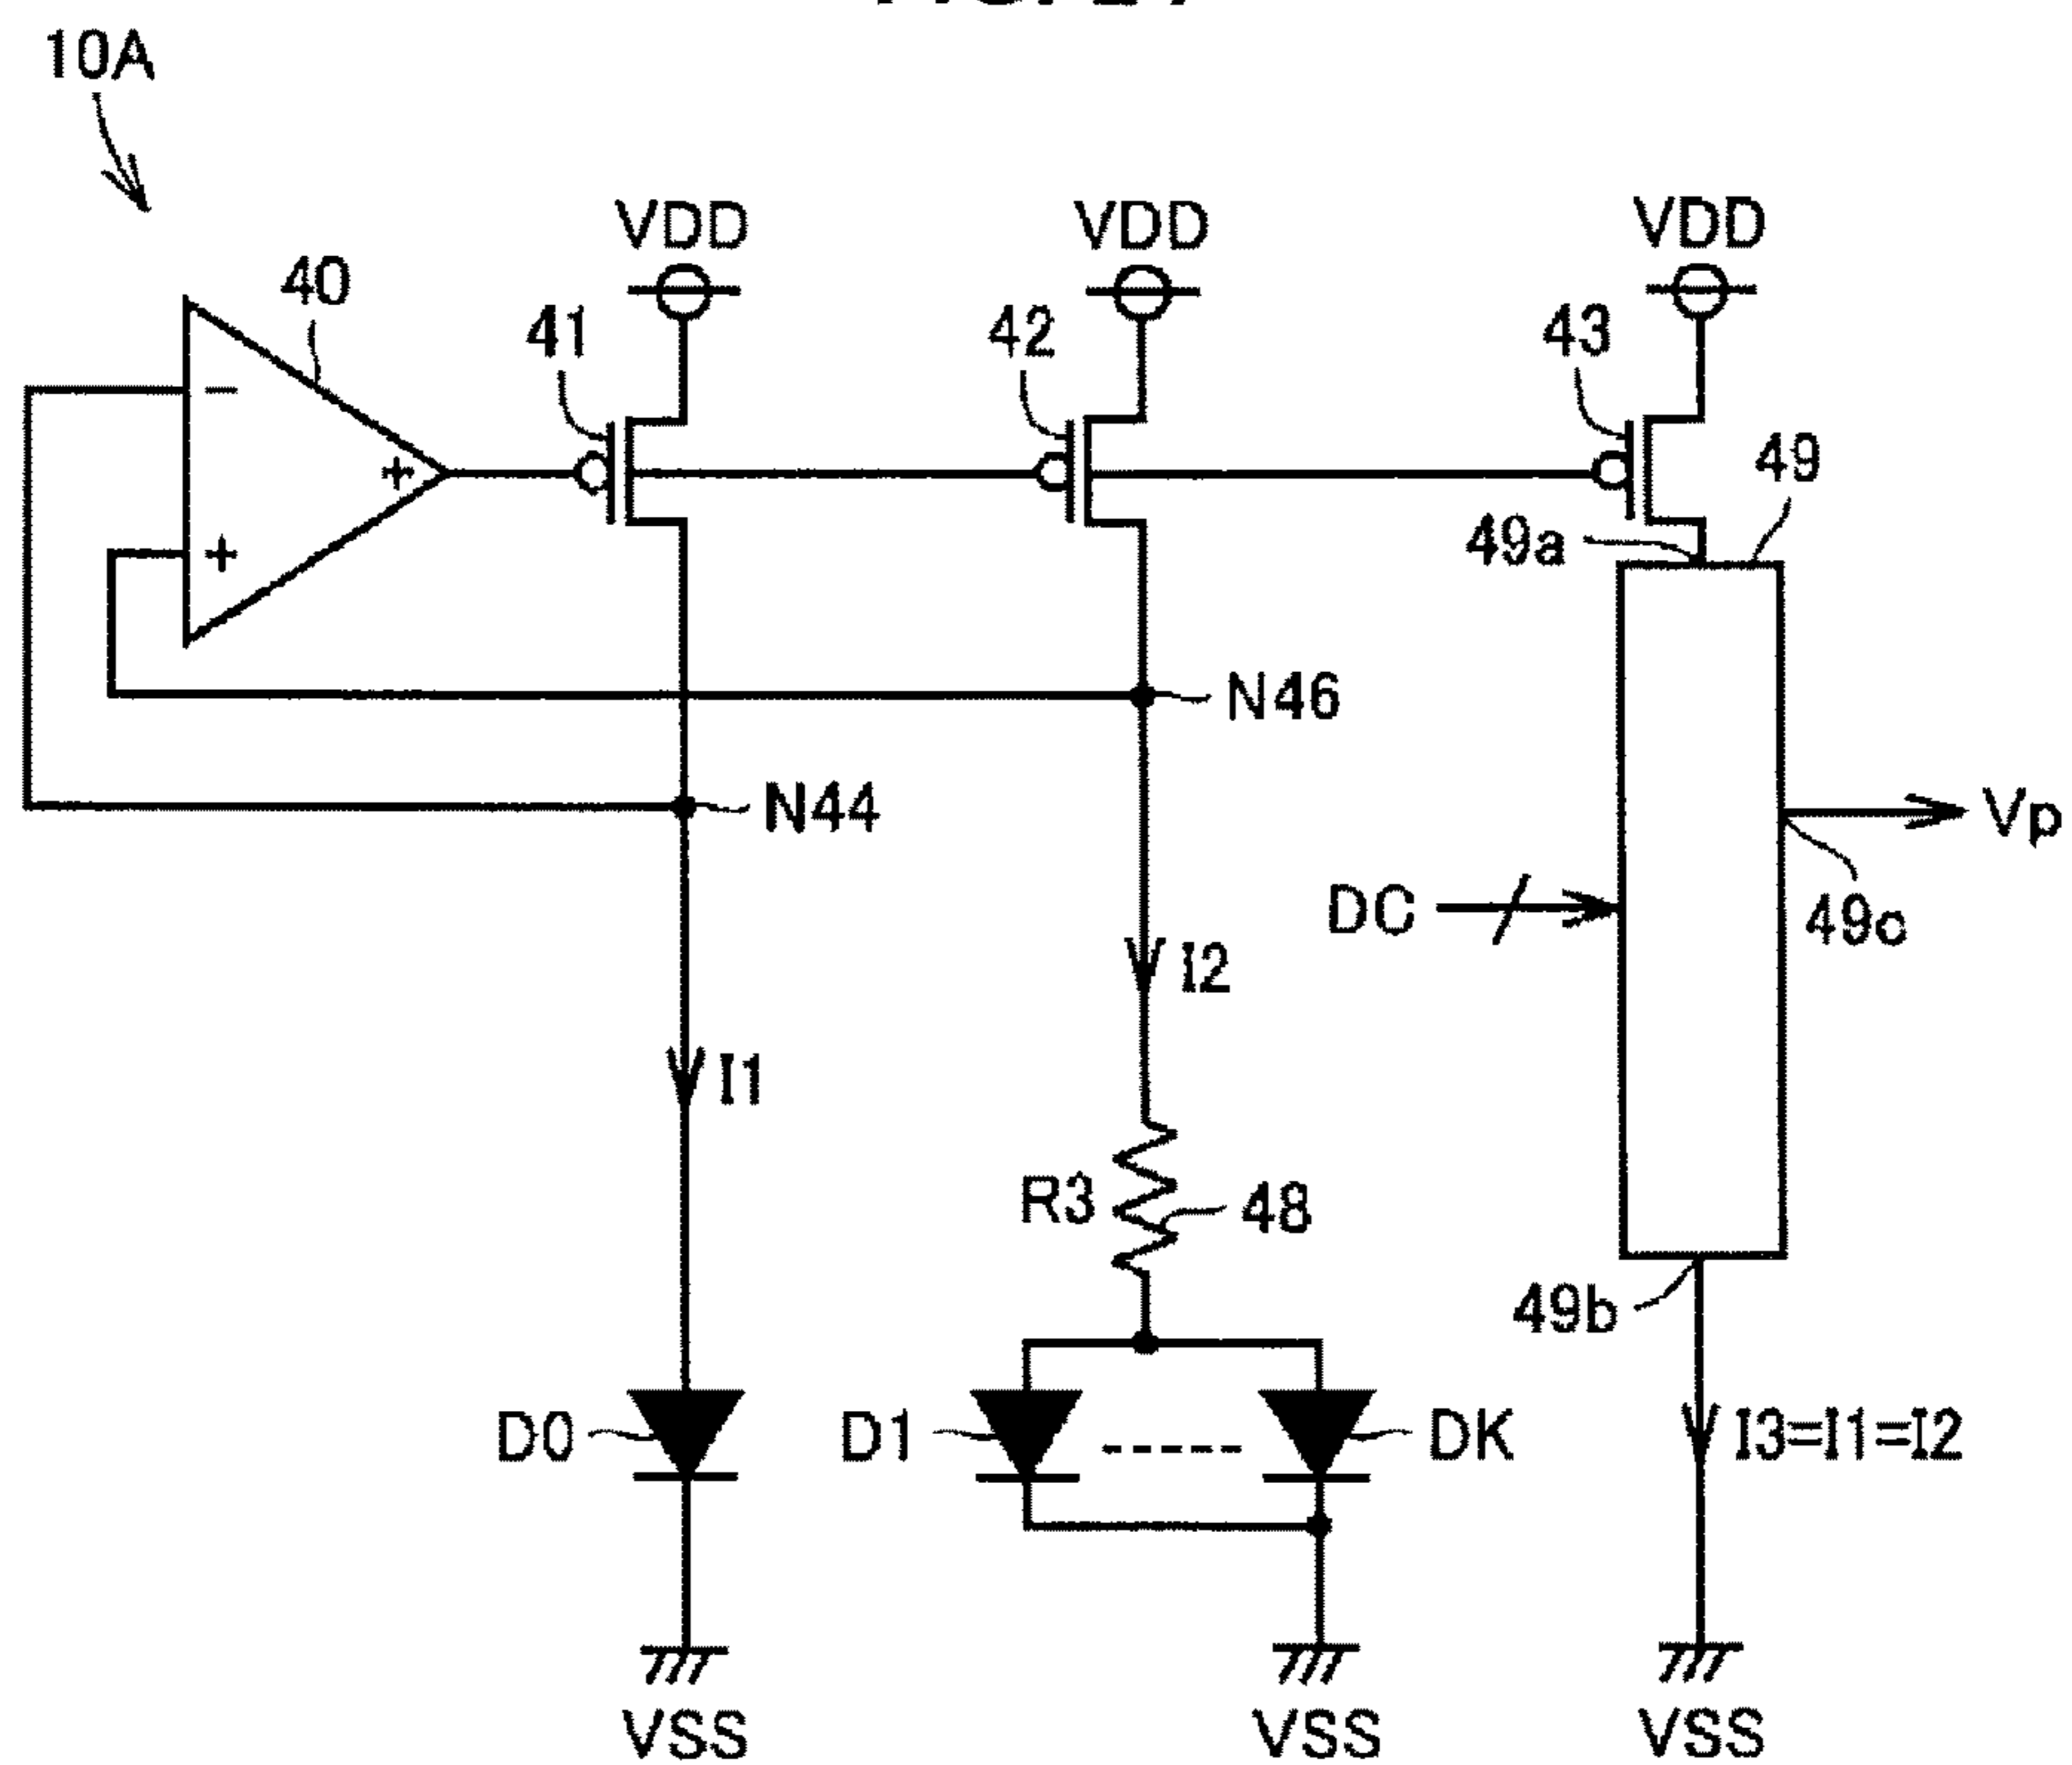 10A
VDD VDD VDD
40 41 42 43
49
−
+
+
49a
N46
N44
Vp
DC
49c
I2
I1
R3 48
49b
D0 D1 DK I3=I1=I2
VSS VSS VSS